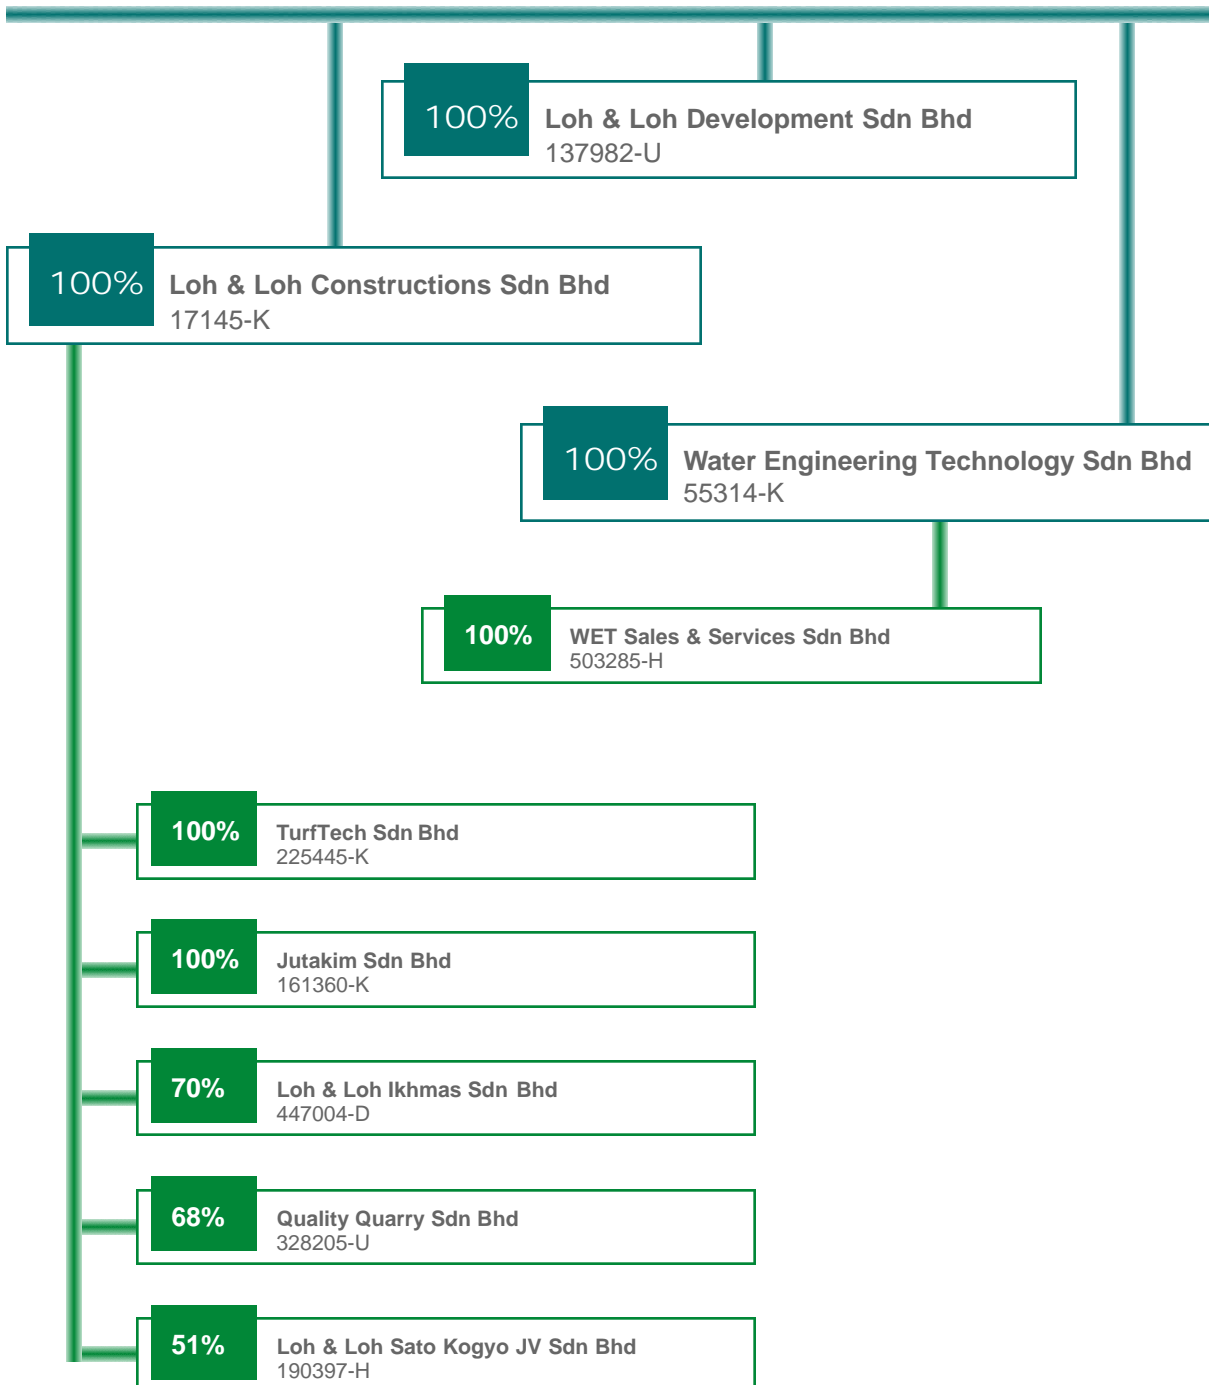 100%
Loh & Loh Development Sdn Bhd
137982-U
100%
Loh & Loh Constructions Sdn Bhd
17145-K
100%
Water Engineering Technology Sdn Bhd
55314-K
100%
WET Sales & Services Sdn Bhd
503285-H
100%
TurfTech Sdn Bhd
225445-K
100%
Jutakim Sdn Bhd
161360-K
70%
Loh & Loh Ikhmas Sdn Bhd
447004-D
68%
Quality Quarry Sdn Bhd
328205-U
51%
Loh & Loh Sato Kogyo JV Sdn Bhd
190397-H